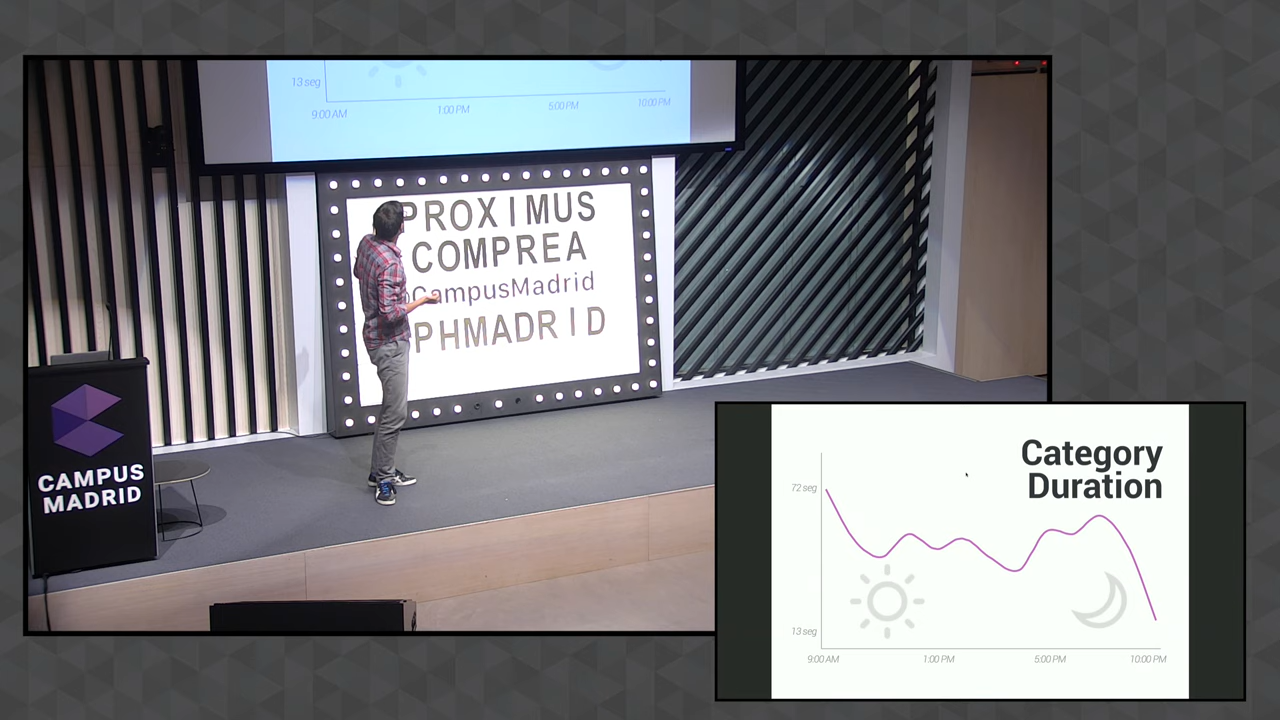 13 seg
9:00 AM
1:00 PM
5:00 PM
10:00 PM
PROXIMUS
COMPREA
@CampusMadrid
PHMADRID
CAMPUS
MADRID
Category
Duration
72 seg
13 seg
9:00 AM
1:00 PM
5:00 PM
10:00 PM